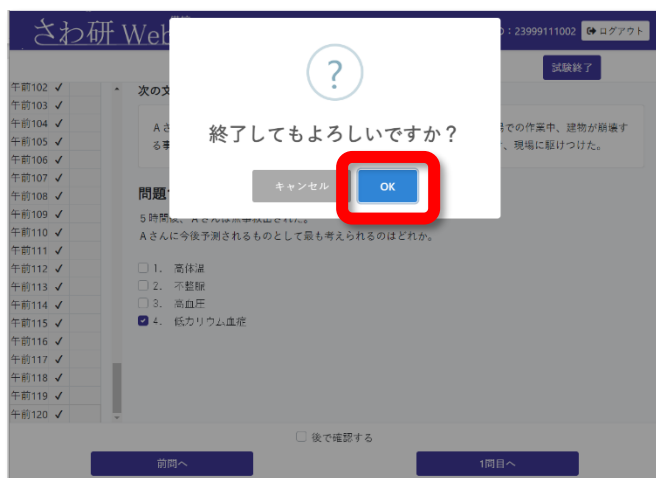 さわ研 Web
：23999111002 ログアウト
試験終了
午前102 ✓
午前103 ✓
午前104 ✓
午前105 ✓
午前106 ✓
午前107 ✓
午前108 ✓
午前109 ✓
午前110 ✓
午前111 ✓
午前112 ✓
午前113 ✓
午前114 ✓
午前115 ✓
午前116 ✓
午前117 ✓
午前118 ✓
午前119 ✓
午前120 ✓
次の文
Aさ
での作業中、建物が崩壊す
る事
、現場に駆けつけた。
?
終了してもよろしいですか？
キャンセル
OK
問題
5時間後、Aさんは無事救出された。
Aさんに今後予測されるものとして最も考えられるのはどれか。
1. 高体温
2. 不整脈
3. 高血圧
4. 低カリウム血症
後で確認する
前問へ
1問目へ